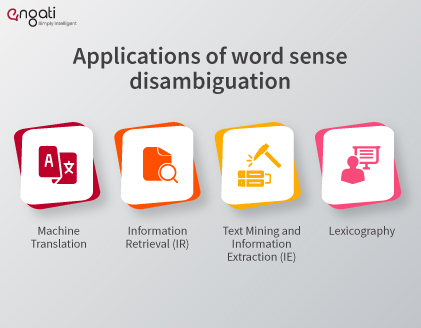 engati
Simply Intelligent
Applications of word sense
disambiguation
A 文
Machine
Translation
Information
Retrieval (IR)
Text Mining and
Information
Extraction (IE)
Lexicography